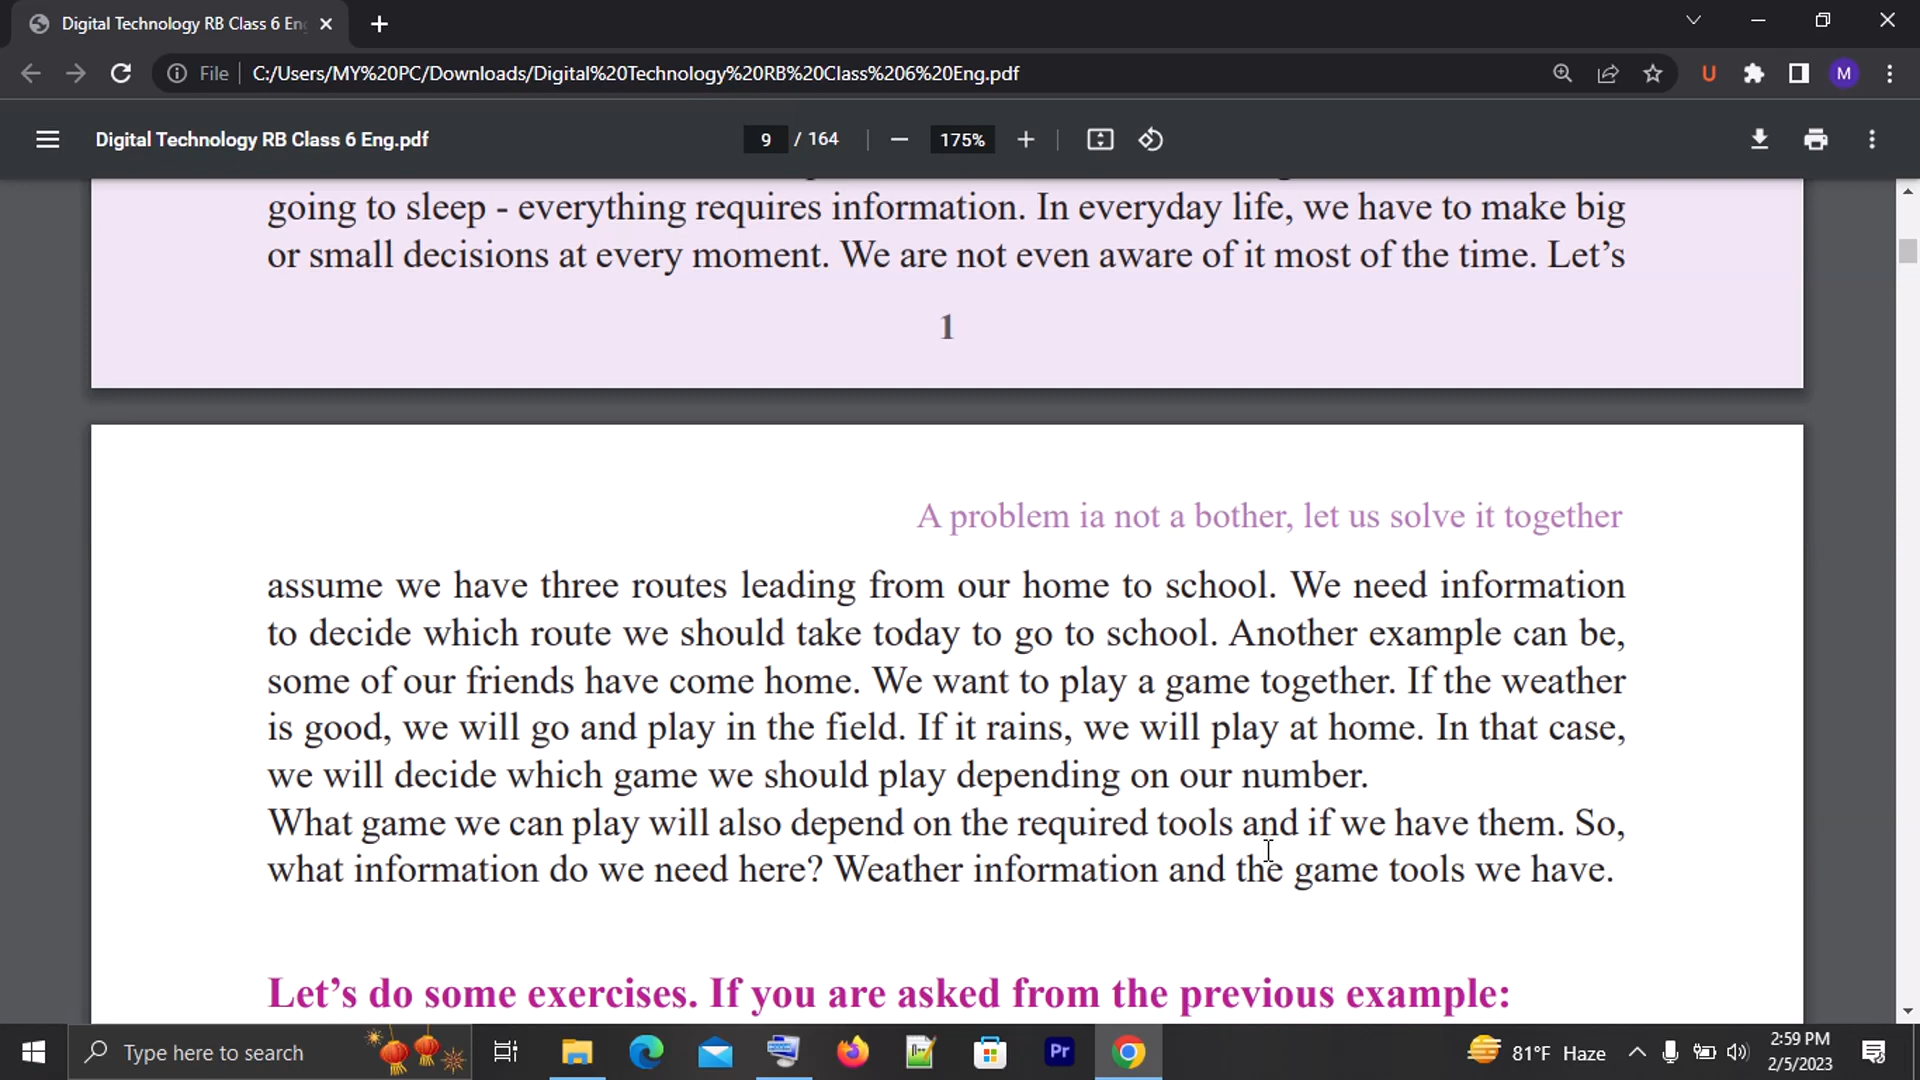 Digital Technology RB Class 6 En
File
C:/Users/MY%20PC/Downloads/Digital%20Technology%20RB%20Class%206%20Eng.pdf
U
M
Digital Technology RB Class 6 Eng.pdf
9 / 164
175%
going to sleep - everything requires information. In everyday life, we have to make big
or small decisions at every moment. We are not even aware of it most of the time. Let’s
1
A problem ia not a bother, let us solve it together
assume we have three routes leading from our home to school. We need information
to decide which route we should take today to go to school. Another example can be,
some of our friends have come home. We want to play a game together. If the weather
is good, we will go and play in the field. If it rains, we will play at home. In that case,
we will decide which game we should play depending on our number.
What game we can play will also depend on the required tools and if we have them. So,
what information do we need here? Weather information and the game tools we have.
Let’s do some exercises. If you are asked from the previous example:
Type here to search
Pr
81°F Haze
2:59 PM
2/5/2023